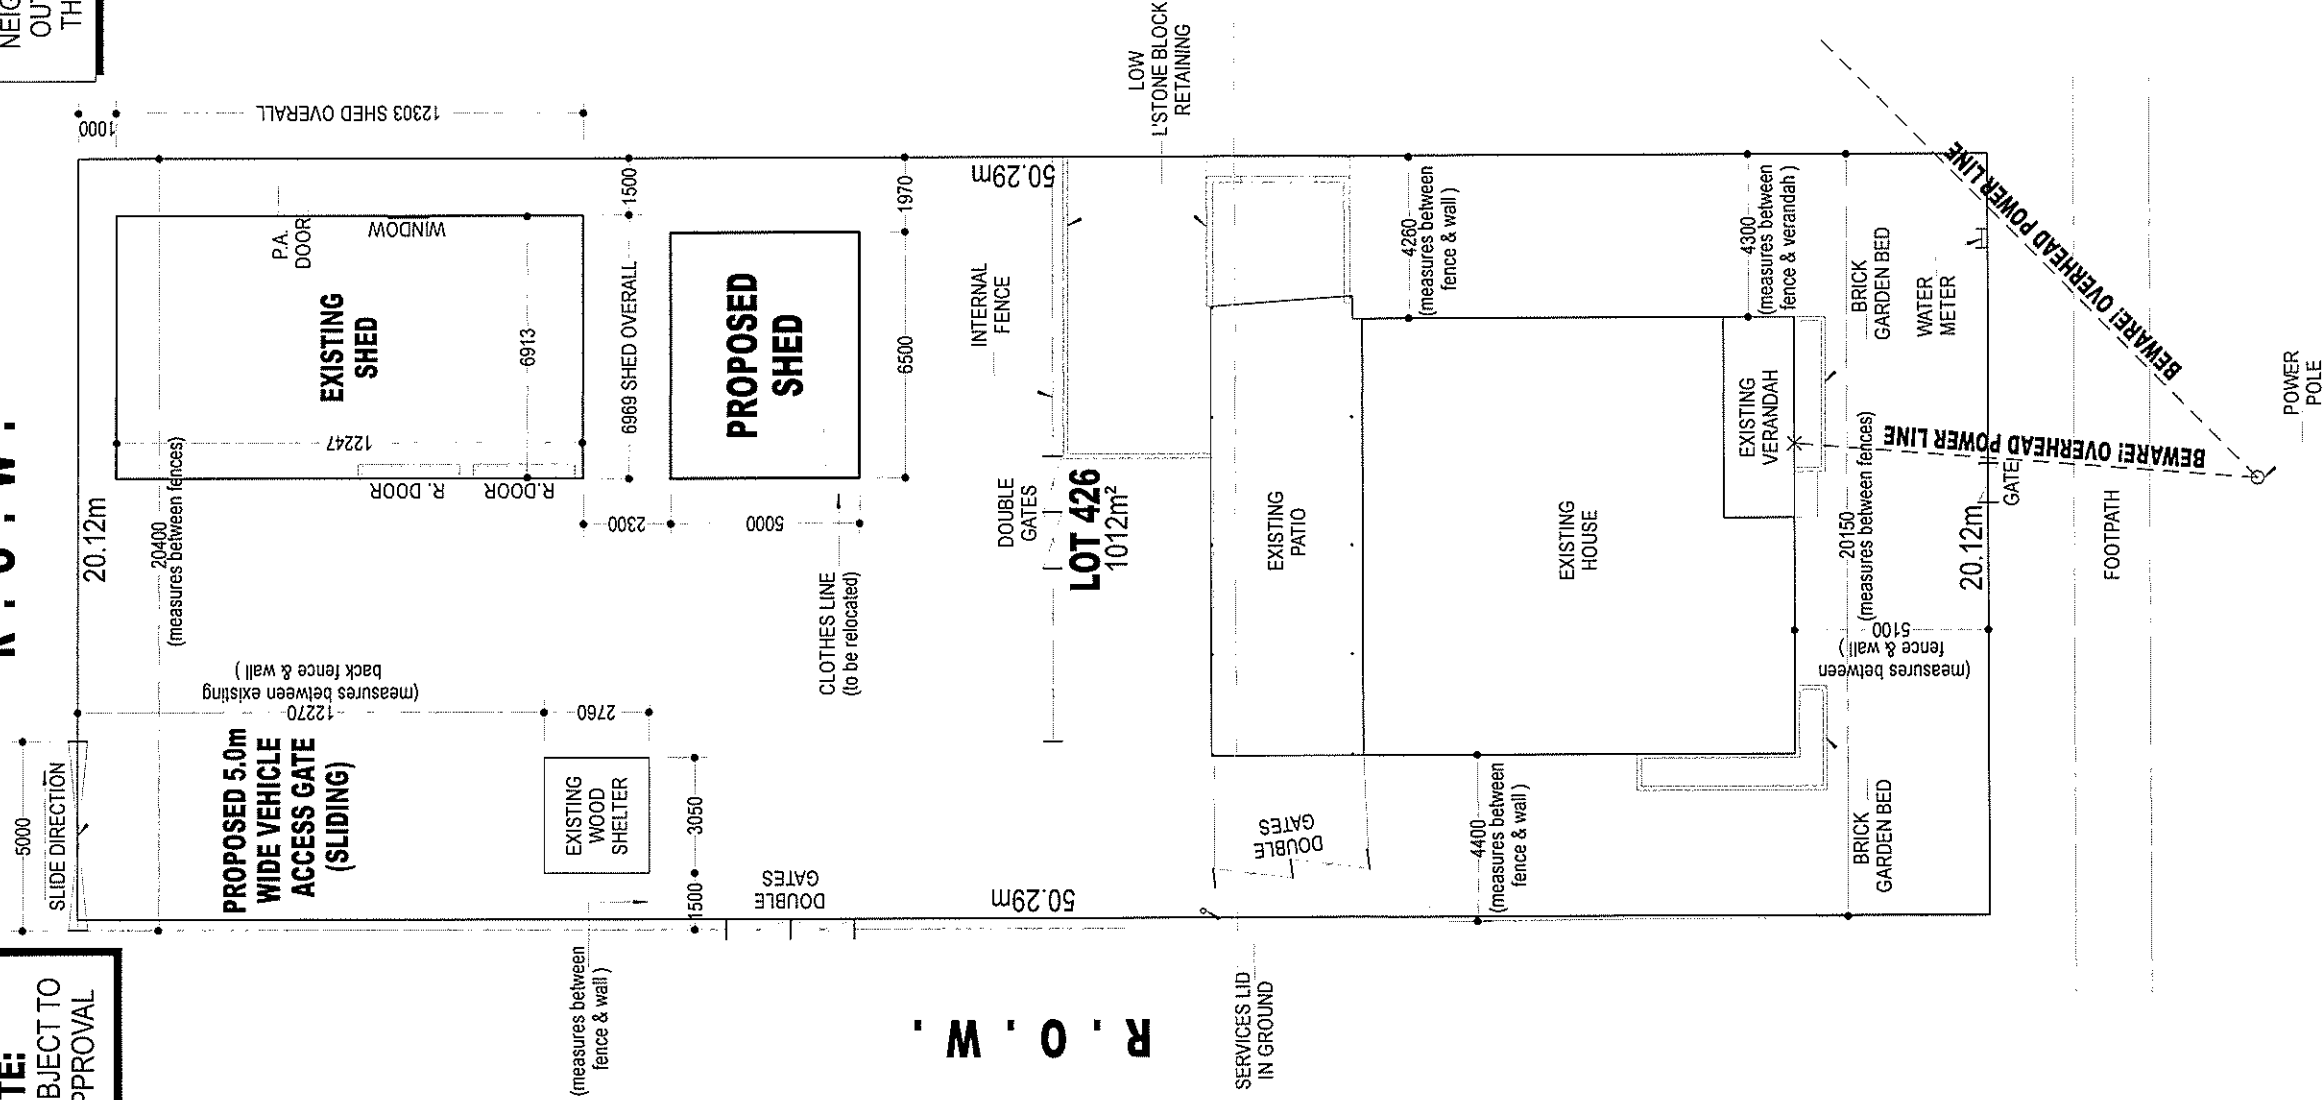 NEIG
OUT
TH
TE:
BJECT TO
PPROVAL
R . O . W .
5000
SLIDE DIRECTION
20.12m
1000
12303 SHED OVERALL
20400
(measures between fences)
P.A.
DOOR
WINDOW
EXISTING
SHED
12247
6913
R. DOOR
R.DOOR
PROPOSED 5.0m
WIDE VEHICLE
ACCESS GATE
(SLIDING)
12270
(measures between existing
back fence & wall )
2760
EXISTING
WOOD
SHELTER
3050
1500
(measures between
fence & wall )
1500
6969 SHED OVERALL
2300
5000
PROPOSED
SHED
1970
6500
CLOTHES LINE
(to be relocated)
DOUBLE
GATES
50.29m
INTERNAL
FENCE
DOUBLE
GATES
50.29m
LOT 426
1012m²
LOW
L'STONE BLOCK
RETAINING
R . O . W .
SERVICES LID
IN GROUND
EXISTING
PATIO
DOUBLE
GATES
4260
(measures between
fence & wall )
4400
(measures between
fence & wall )
EXISTING
HOUSE
4300
(measures between
fence & verandah )
EXISTING
VERANDAH
BRICK
GARDEN BED
20150
(measures between fences)
5100
(measures between
fence & wall )
BRICK
GARDEN BED
WATER
METER
20.12m
GATE
BEWARE! OVERHEAD POWER LINE
BEWARE! OVERHEAD POWER LINE
FOOTPATH
POWER
POLE